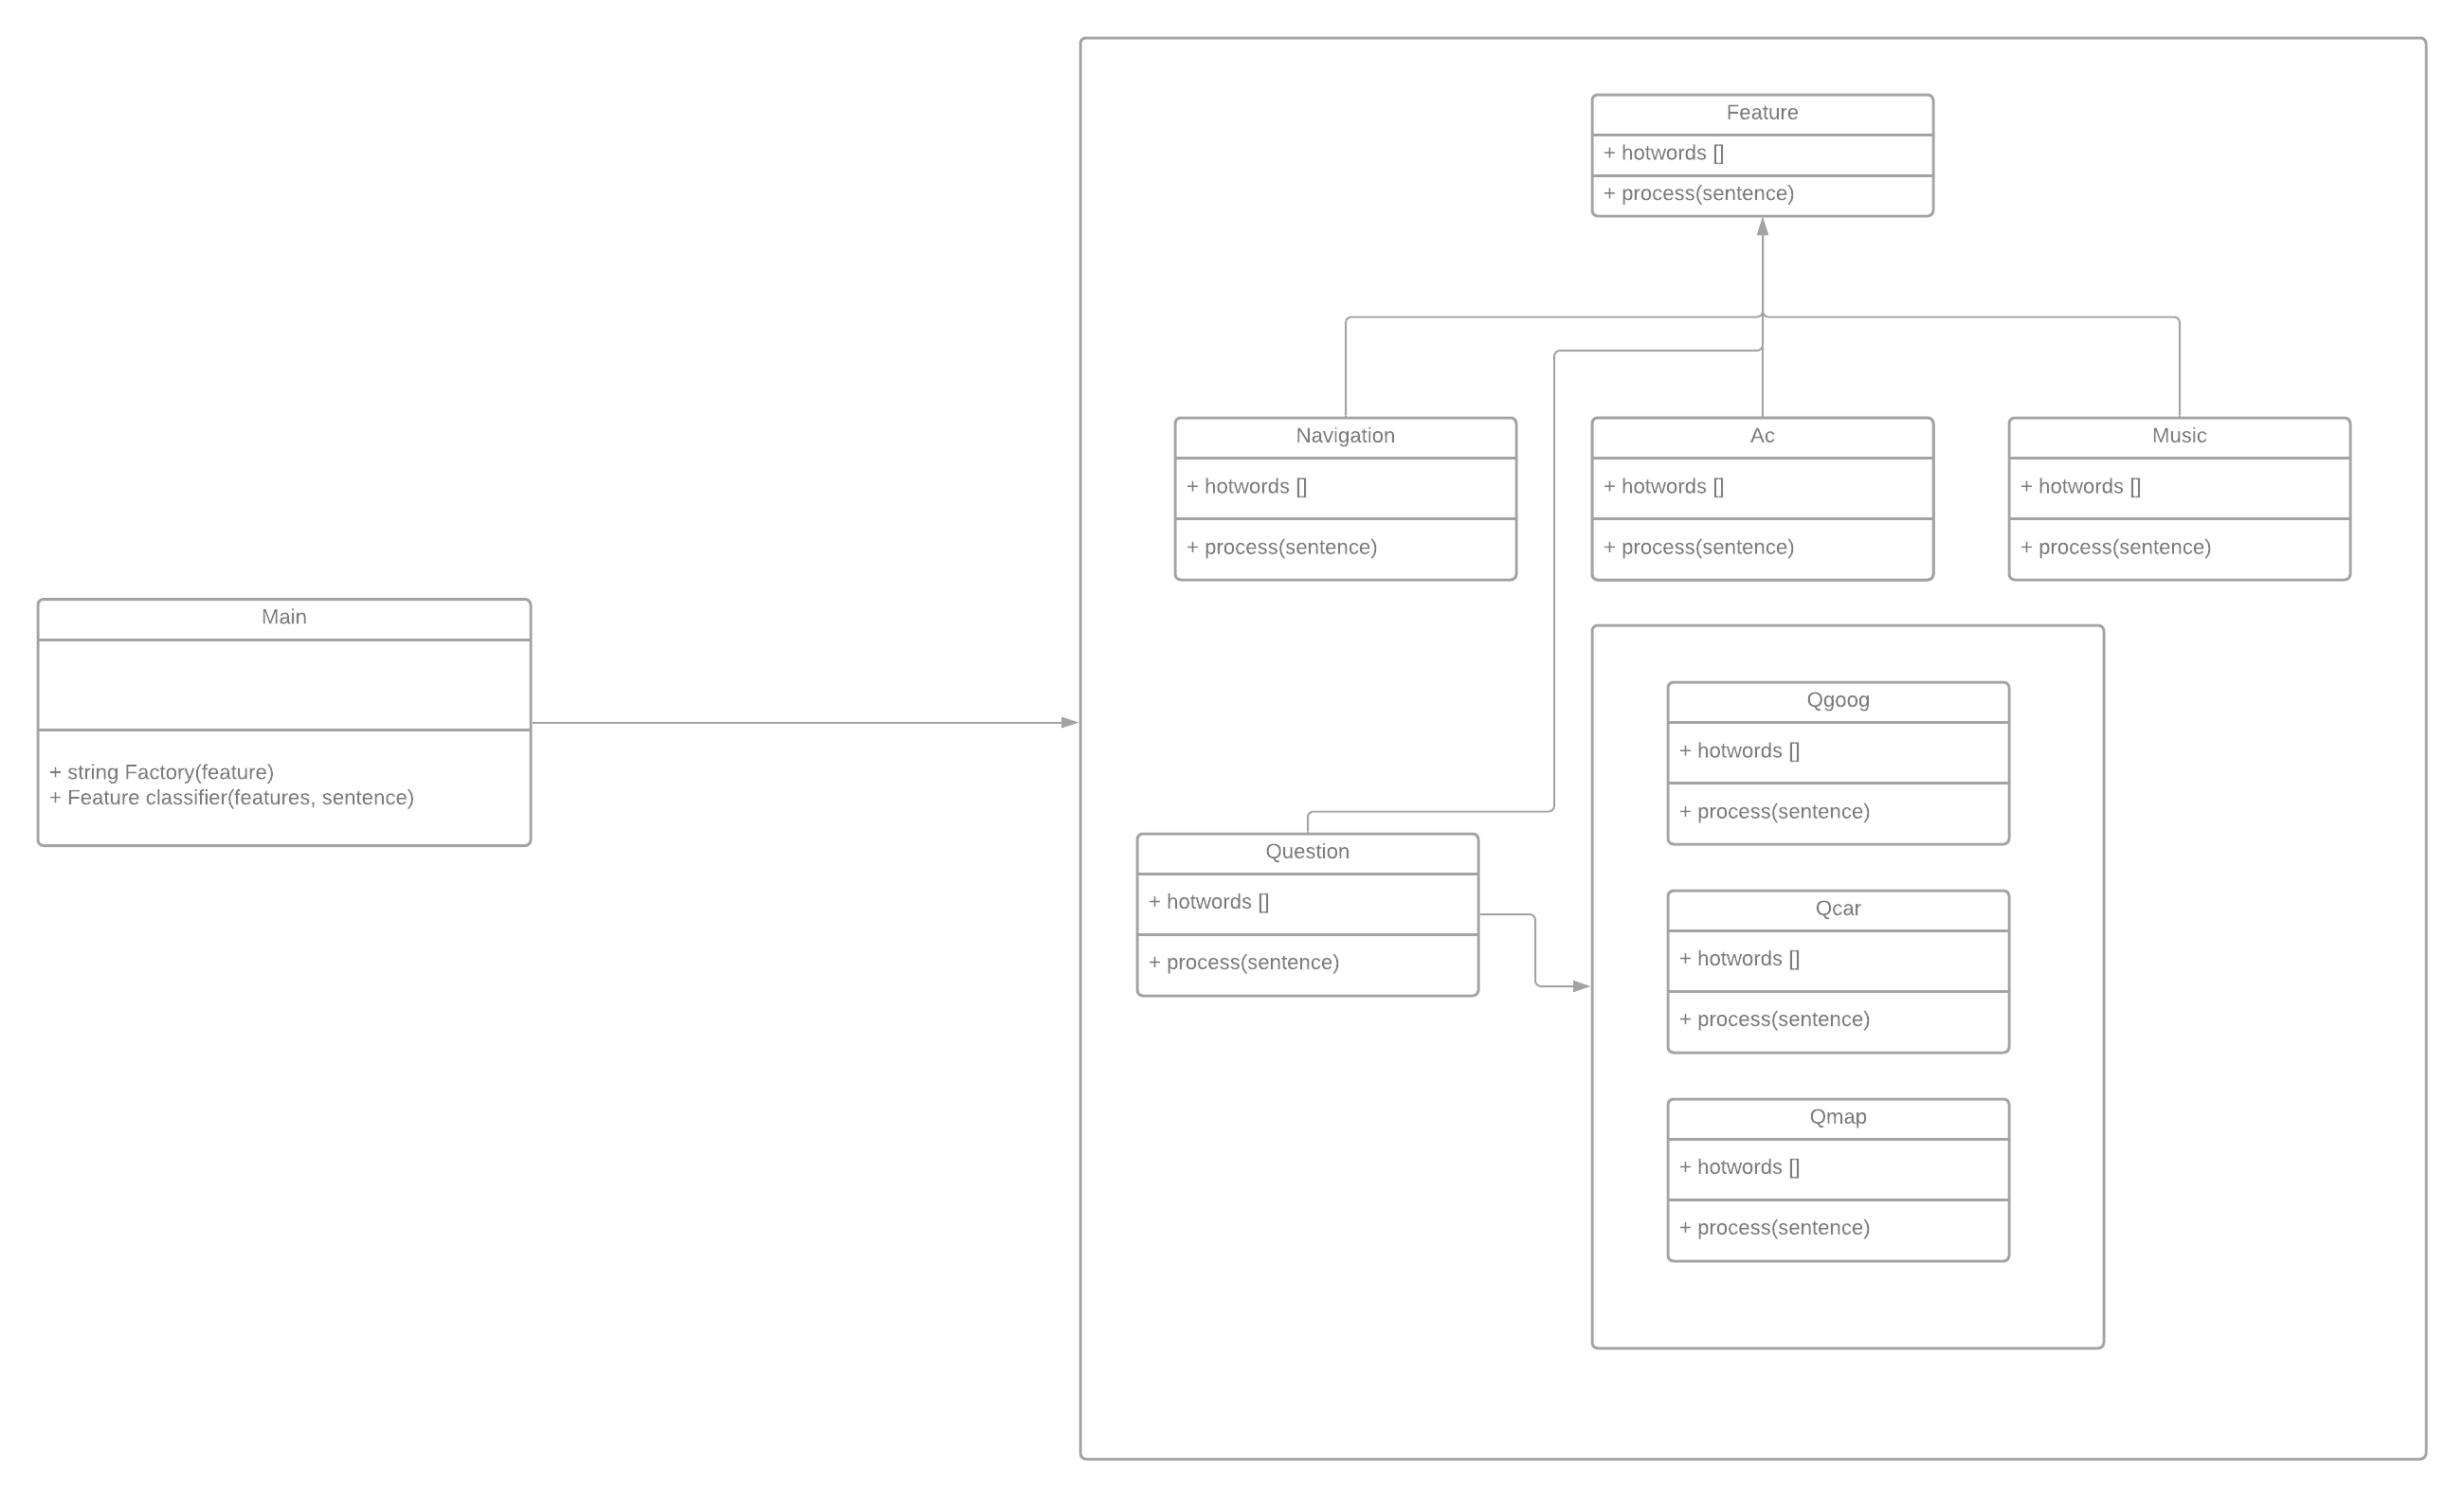 Feature
+ hotwords []
+ process(sentence)
Navigation
+ hotwords []
+ process(sentence)
Ac
+ hotwords []
+ process(sentence)
Music
+ hotwords []
+ process(sentence)
Main
+ string Factory(feature)
+ Feature classifier(features, sentence)
Question
+ hotwords []
+ process(sentence)
Qgoog
+ hotwords []
+ process(sentence)
Qcar
+ hotwords []
+ process(sentence)
Qmap
+ hotwords []
+ process(sentence)